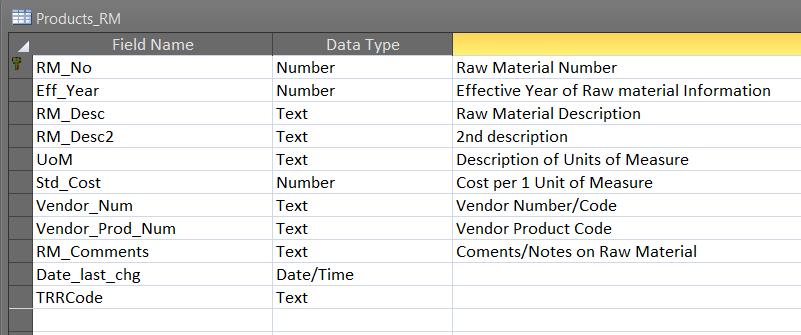 Products_RM
Field Name Data Type
RM_No Number Raw Material Number
Eff_Year Number Effective Year of Raw material Information
RM_Desc Text Raw Material Description
RM_Desc2 Text 2nd description
UoM Text Description of Units of Measure
Std_Cost Number Cost per 1 Unit of Measure
Vendor_Num Text Vendor Number/Code
Vendor_Prod_Num Text Vendor Product Code
RM_Comments Text Coments/Notes on Raw Material
Date_last_chg Date/Time
TRRCode Text